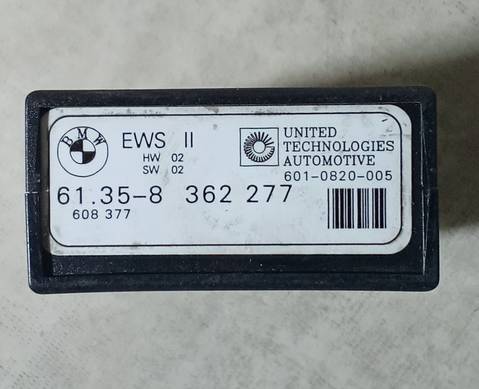 BMW
EWS II
HW 02
SW 02
UNITED
TECHNOLOGIES
AUTOMOTIVE
601-0820-005
61.35-8 362 277
608 377